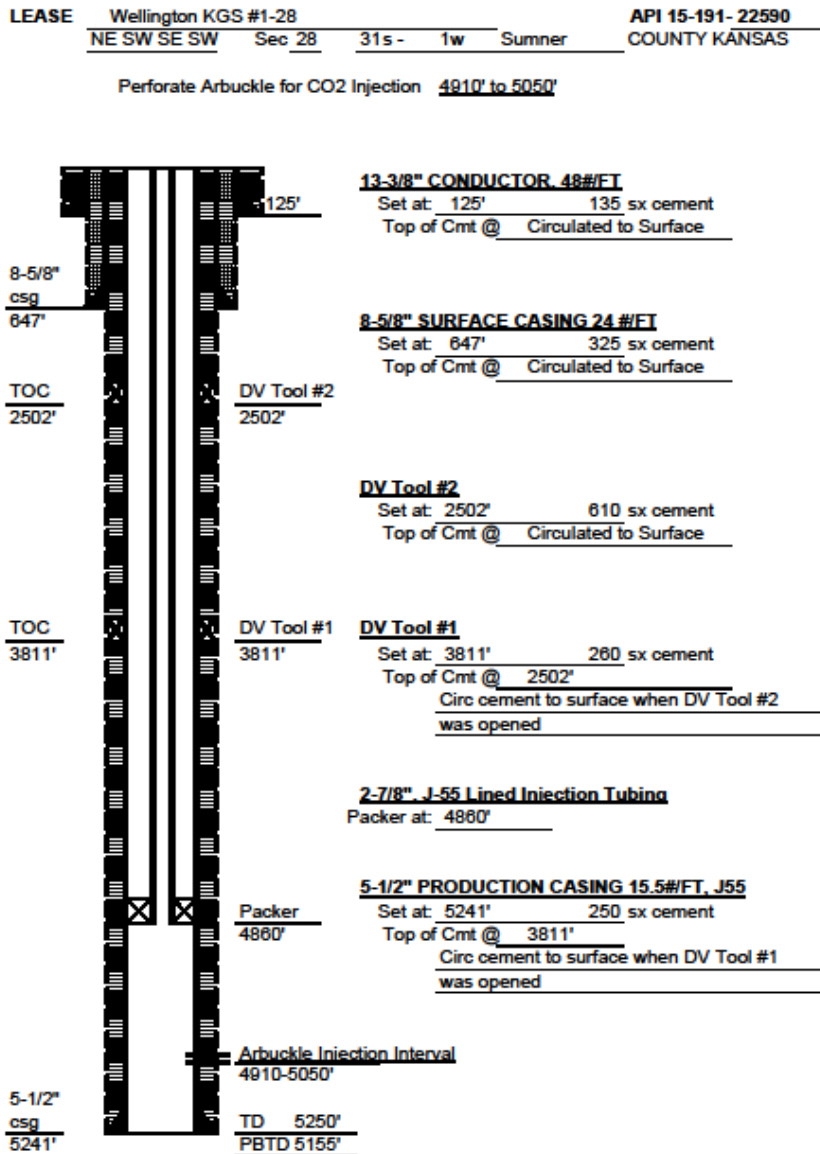 LEASE Wellington KGS #1-28 API 15-191- 22590
NE SW SE SW Sec 28 31s - 1w Sumner COUNTY KANSAS
Perforate Arbuckle for CO2 Injection 4910' to 5050'
125'
8-5/8"
csg
647'
TOC
2502'
DV Tool #2
2502'
TOC
3811'
DV Tool #1
3811'
Packer
4860'
Arbuckle Injection Interval
4910-5050'
5-1/2"
csg
5241'
TD 5250'
PBTD 5155'
13-3/8" CONDUCTOR, 48#/FT
Set at: 125' 135 sx cement
Top of Cmt @ Circulated to Surface
8-5/8" SURFACE CASING 24 #/FT
Set at: 647' 325 sx cement
Top of Cmt @ Circulated to Surface
DV Tool #2
Set at: 2502' 610 sx cement
Top of Cmt @ Circulated to Surface
DV Tool #1
Set at: 3811' 260 sx cement
Top of Cmt @ 2502'
Circ cement to surface when DV Tool #2
was opened
2-7/8", J-55 Lined Injection Tubing
Packer at: 4860'
5-1/2" PRODUCTION CASING 15.5#/FT, J55
Set at: 5241' 250 sx cement
Top of Cmt @ 3811'
Circ cement to surface when DV Tool #1
was opened